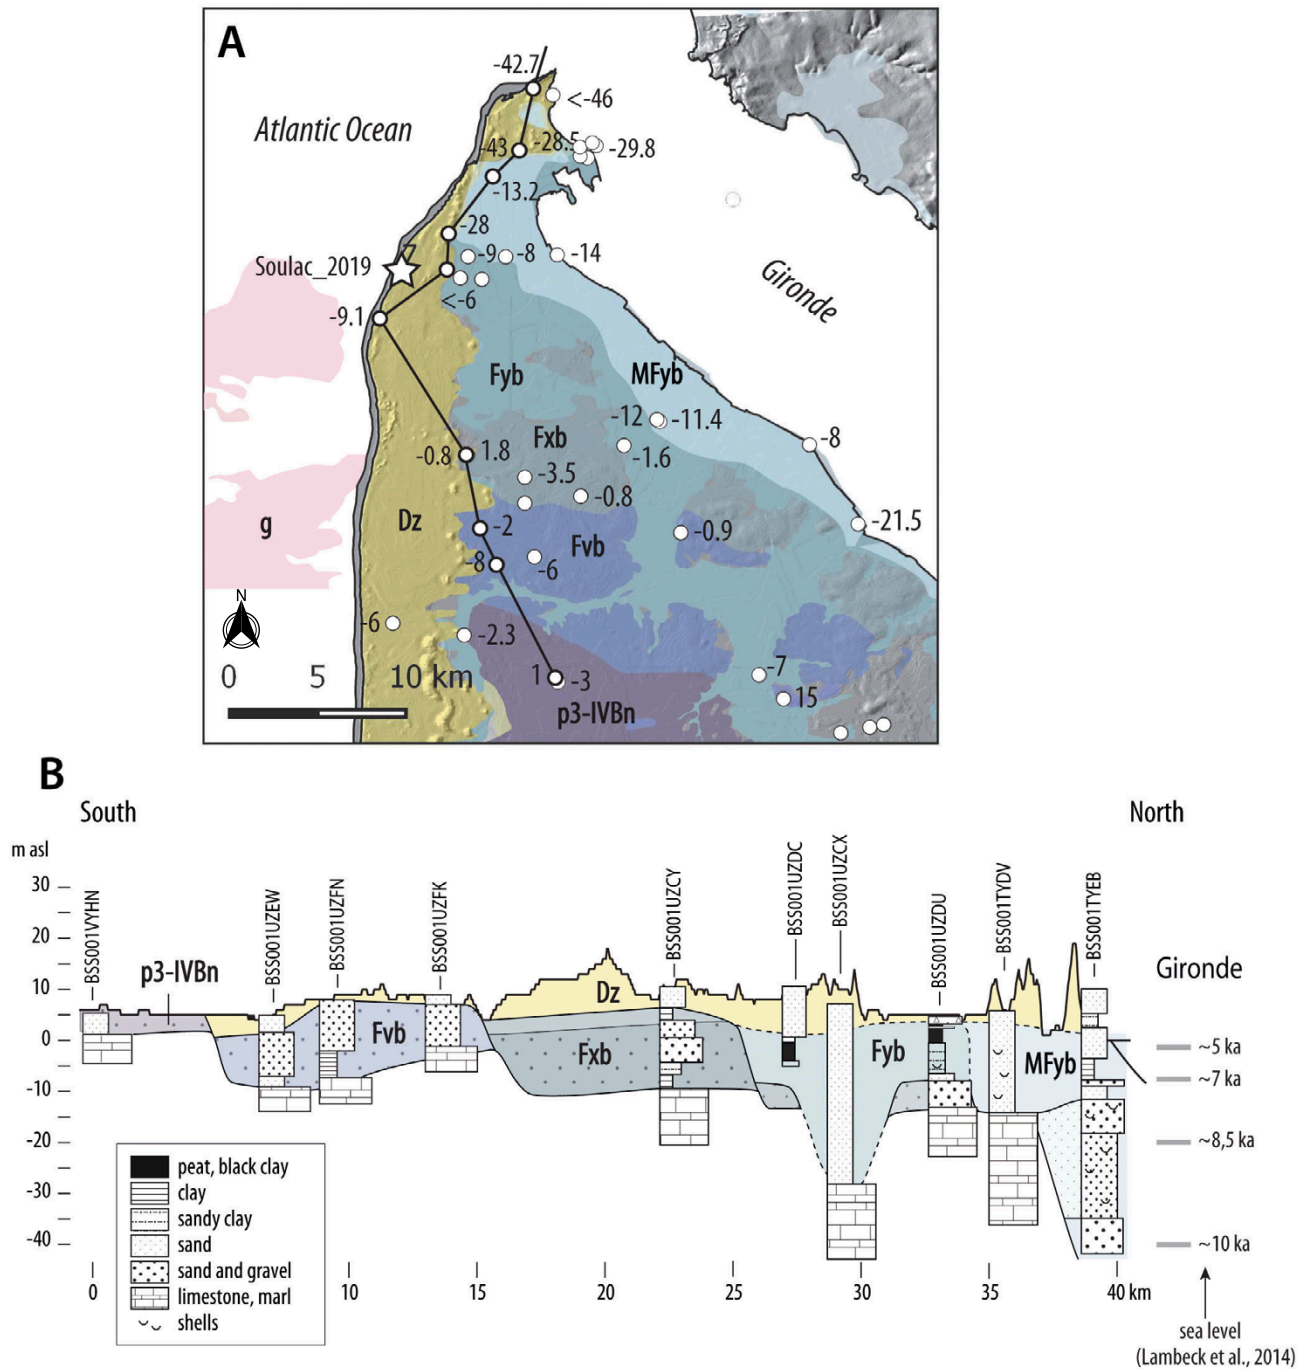 A
-42.7
<-46
Atlantic Ocean
-43
-28.5
-29.8
-13.2
-28
-9
-8
-14
7
Soulac_2019
<-6
Gironde
-9.1
Fyb
MFyb
-12
-11.4
-8
Fxb
-0.8
1.8
-1.6
-3.5
-0.8
g
Dz
-2
Fvb
-0.9
-21.5
-8
-6
N
-6
-2.3
0 5 10 km
1
-3
-7
15
p3-IVBn
B
South
North
m asl
30
20
10
0
-10
-20
-30
-40
BSS001VYHN
BSS001UZEW
BSS001UZFN
BSS001UZFK
BSS001UZCY
BSS001UZDC
BSS001UZCX
BSS001UZDU
BSS001TYDV
BSS001TYEB
p3-IVBn
Fvb
Dz
Fxb
Fyb
MFyb
Gironde
~5 ka
~7 ka
~8,5 ka
~10 ka
peat, black clay
clay
sandy clay
sand
sand and gravel
limestone, marl
shells
0 10 15 20 25 30 35 40 km
sea level
(Lambeck et al., 2014)